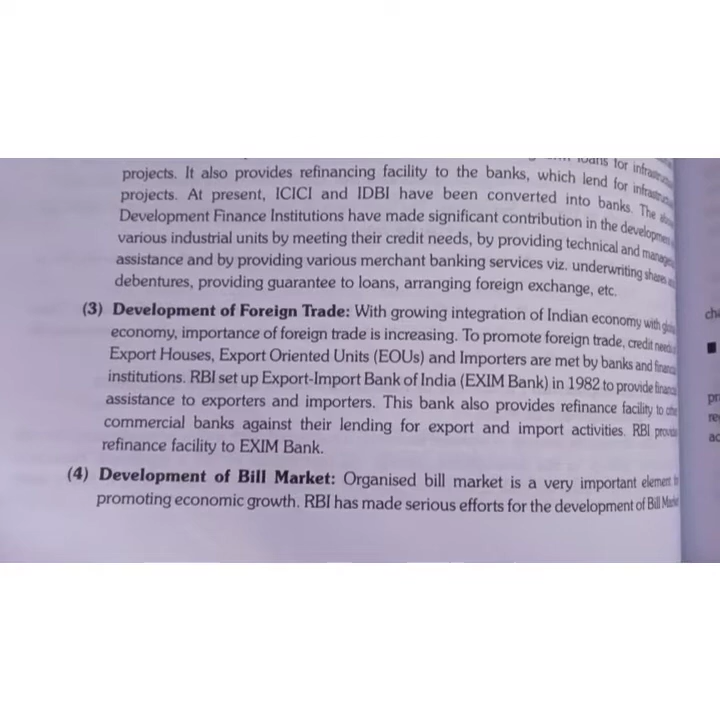 loans for
projects. It also provides refinancing facility to the banks, which lend for
projects. At present, ICICI and IDBI have been converted into banks. The
Development Finance Institutions have made significant contribution in the
various industrial units by meeting their credit needs, by providing technical and
assistance and by providing various merchant banking services viz. underwriting shares
debentures, providing guarantee to loans, arranging foreign exchange, etc.
(3) Development of Foreign Trade: With growing integration of Indian economy with
economy, importance of foreign trade is increasing. To promote foreign trade, credit
Export Houses, Export Oriented Units (EOUs) and Importers are met by banks and
institutions. RBI set up Export-Import Bank of India (EXIM Bank) in 1982 to provide
assistance to exporters and importers. This bank also provides refinance facility to
commercial banks against their lending for export and import activities. RBI
refinance facility to EXIM Bank.
(4) Development of Bill Market: Organised bill market is a very important element
promoting economic growth. RBI has made serious efforts for the development of Bill